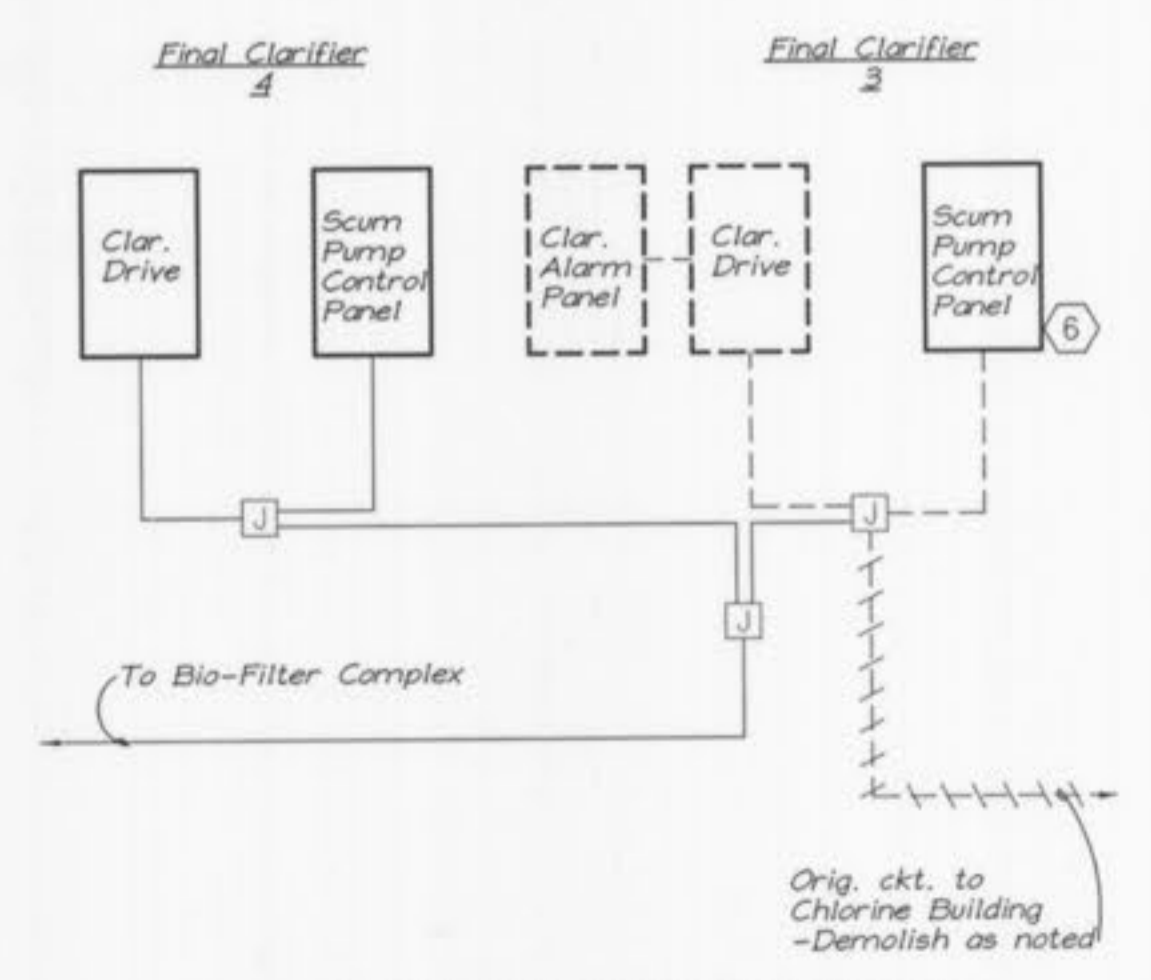 Final Clarifier
4
Final Clarifier
3
Clar.
Drive
Scum
Pump
Control
Panel
Clar.
Alarm
Panel
Clar.
Drive
Scum
Pump
Control
Panel
6
J
J
J
To Bio-Filter Complex
Orig. ckt. to
Chlorine Building
-Demolish as noted